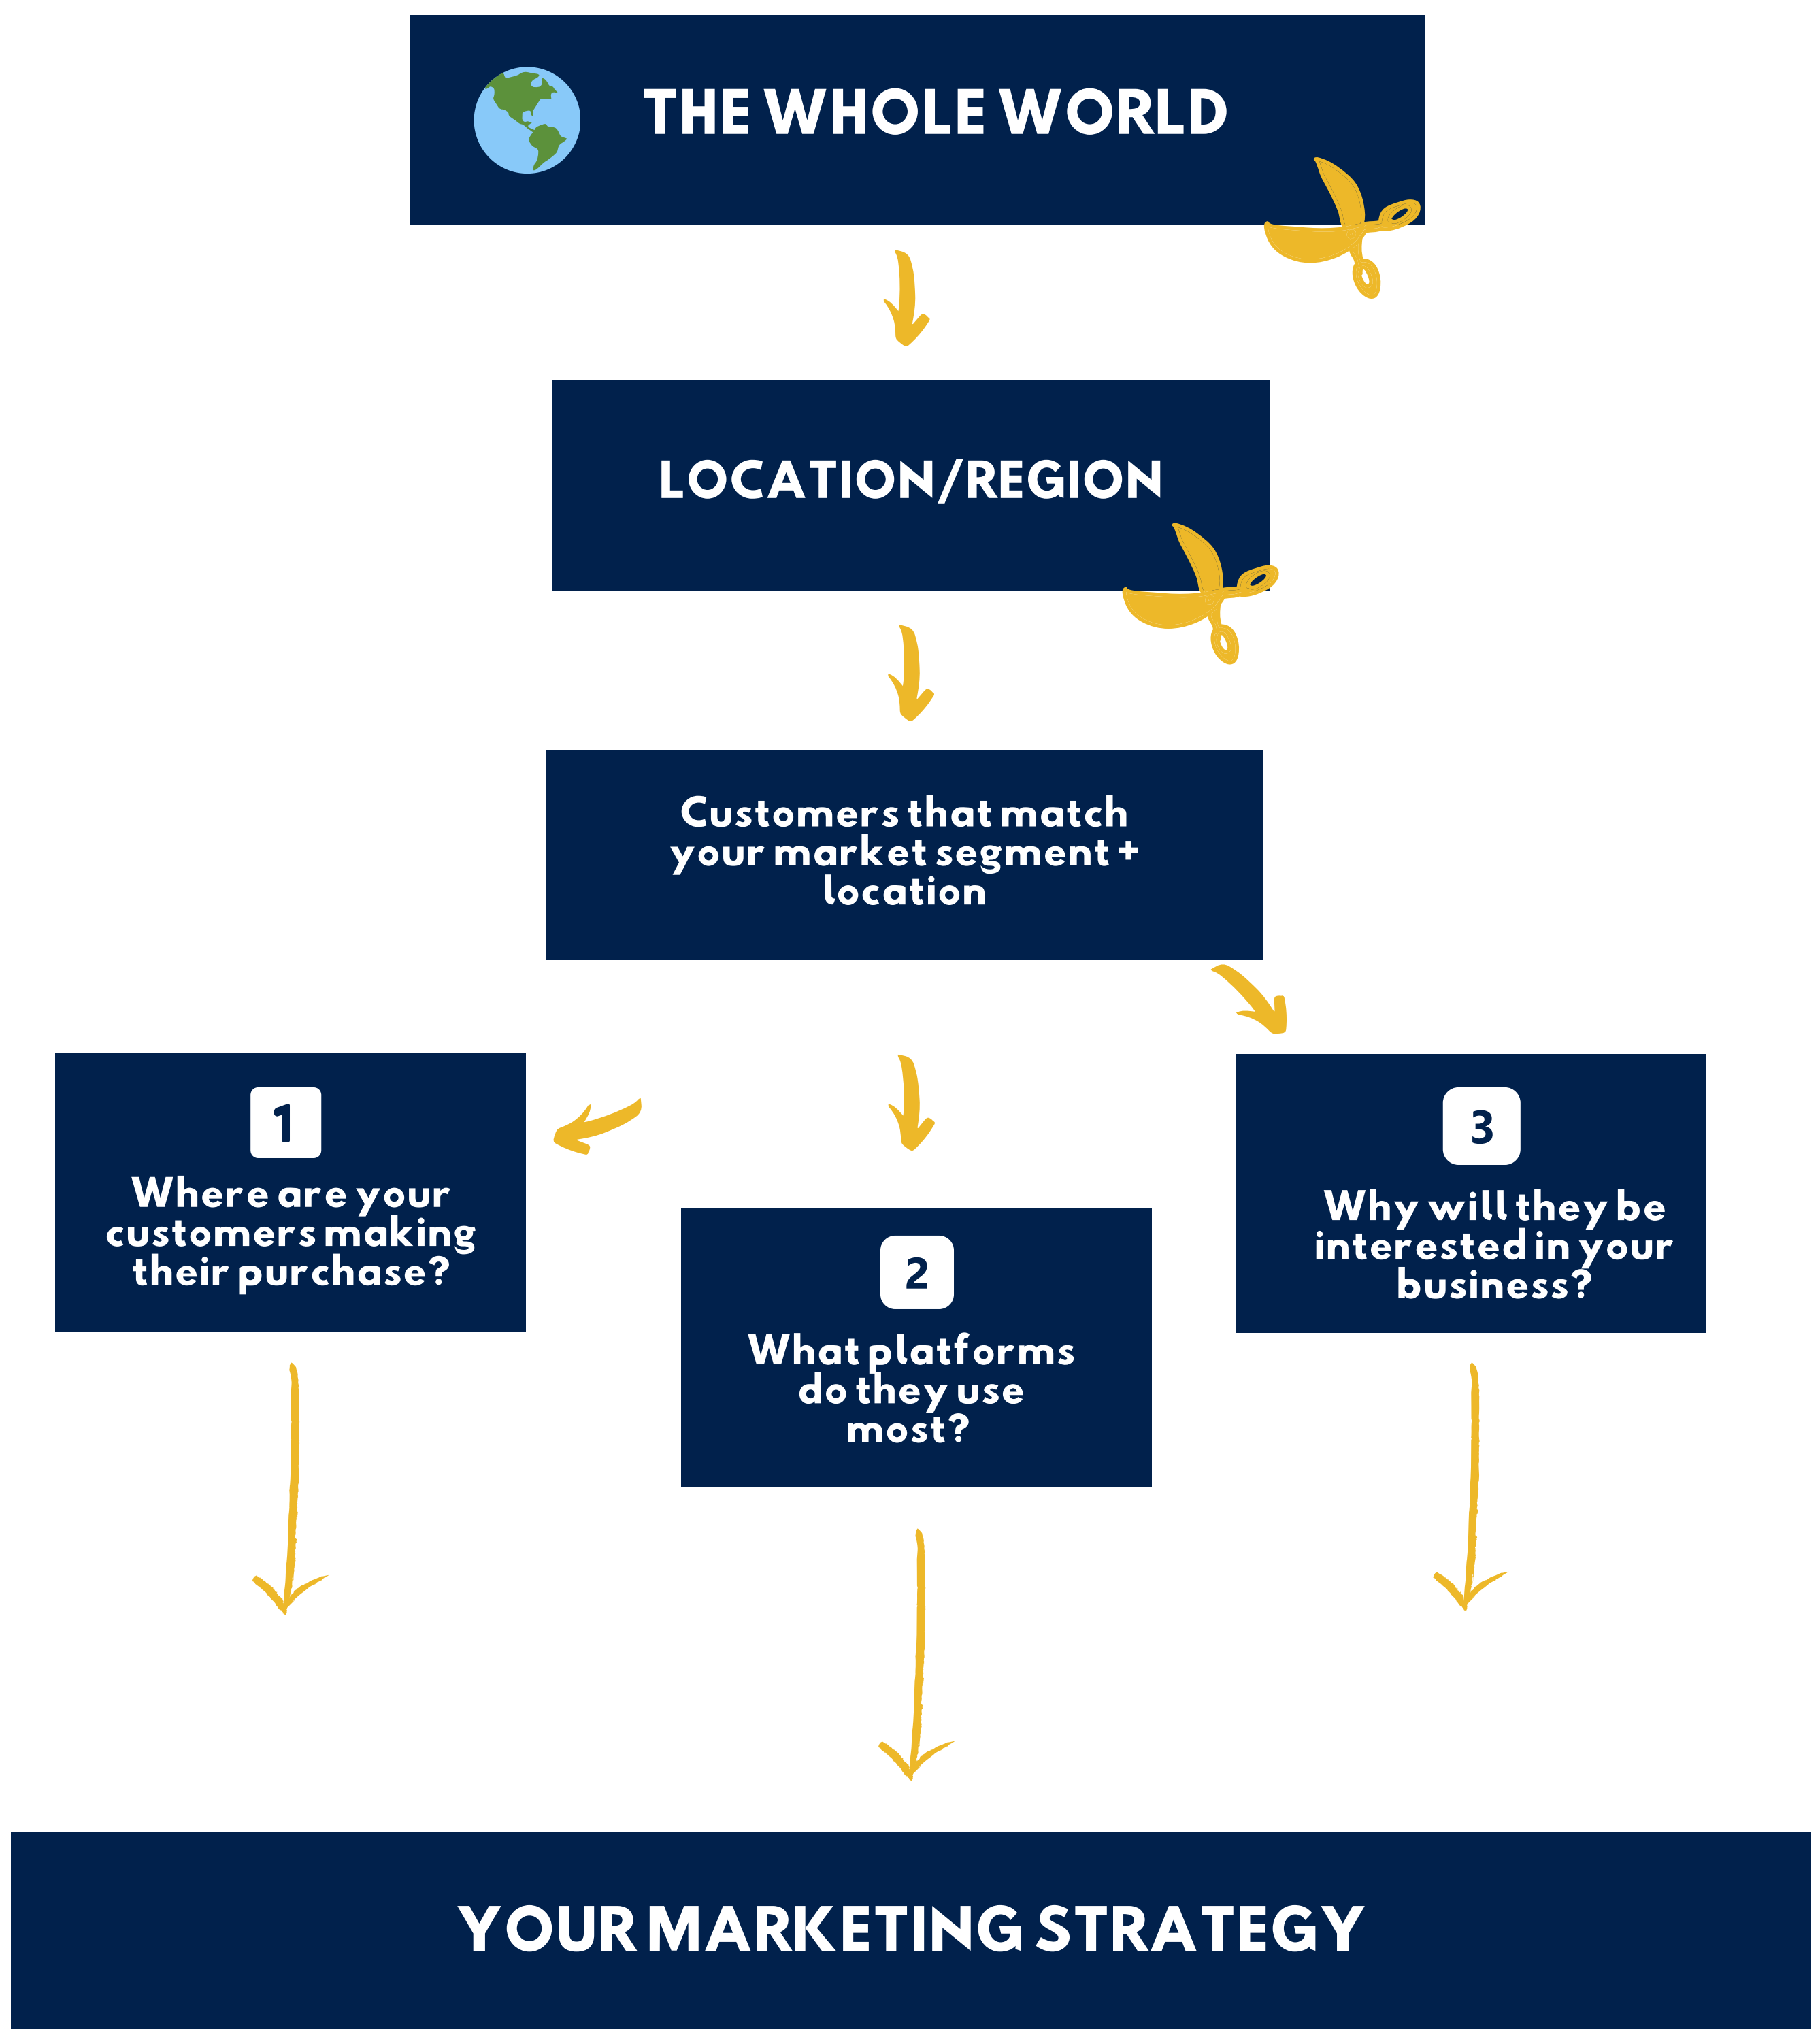 THE WHOLE WORLD
LOCATION/REGION
Customers that match
your market segment +
location
1
Where are your
customers making
their purchase?
2
What platforms
do they use
most?
3
Why will they be
interested in your
business?
YOUR MARKETING STRATEGY